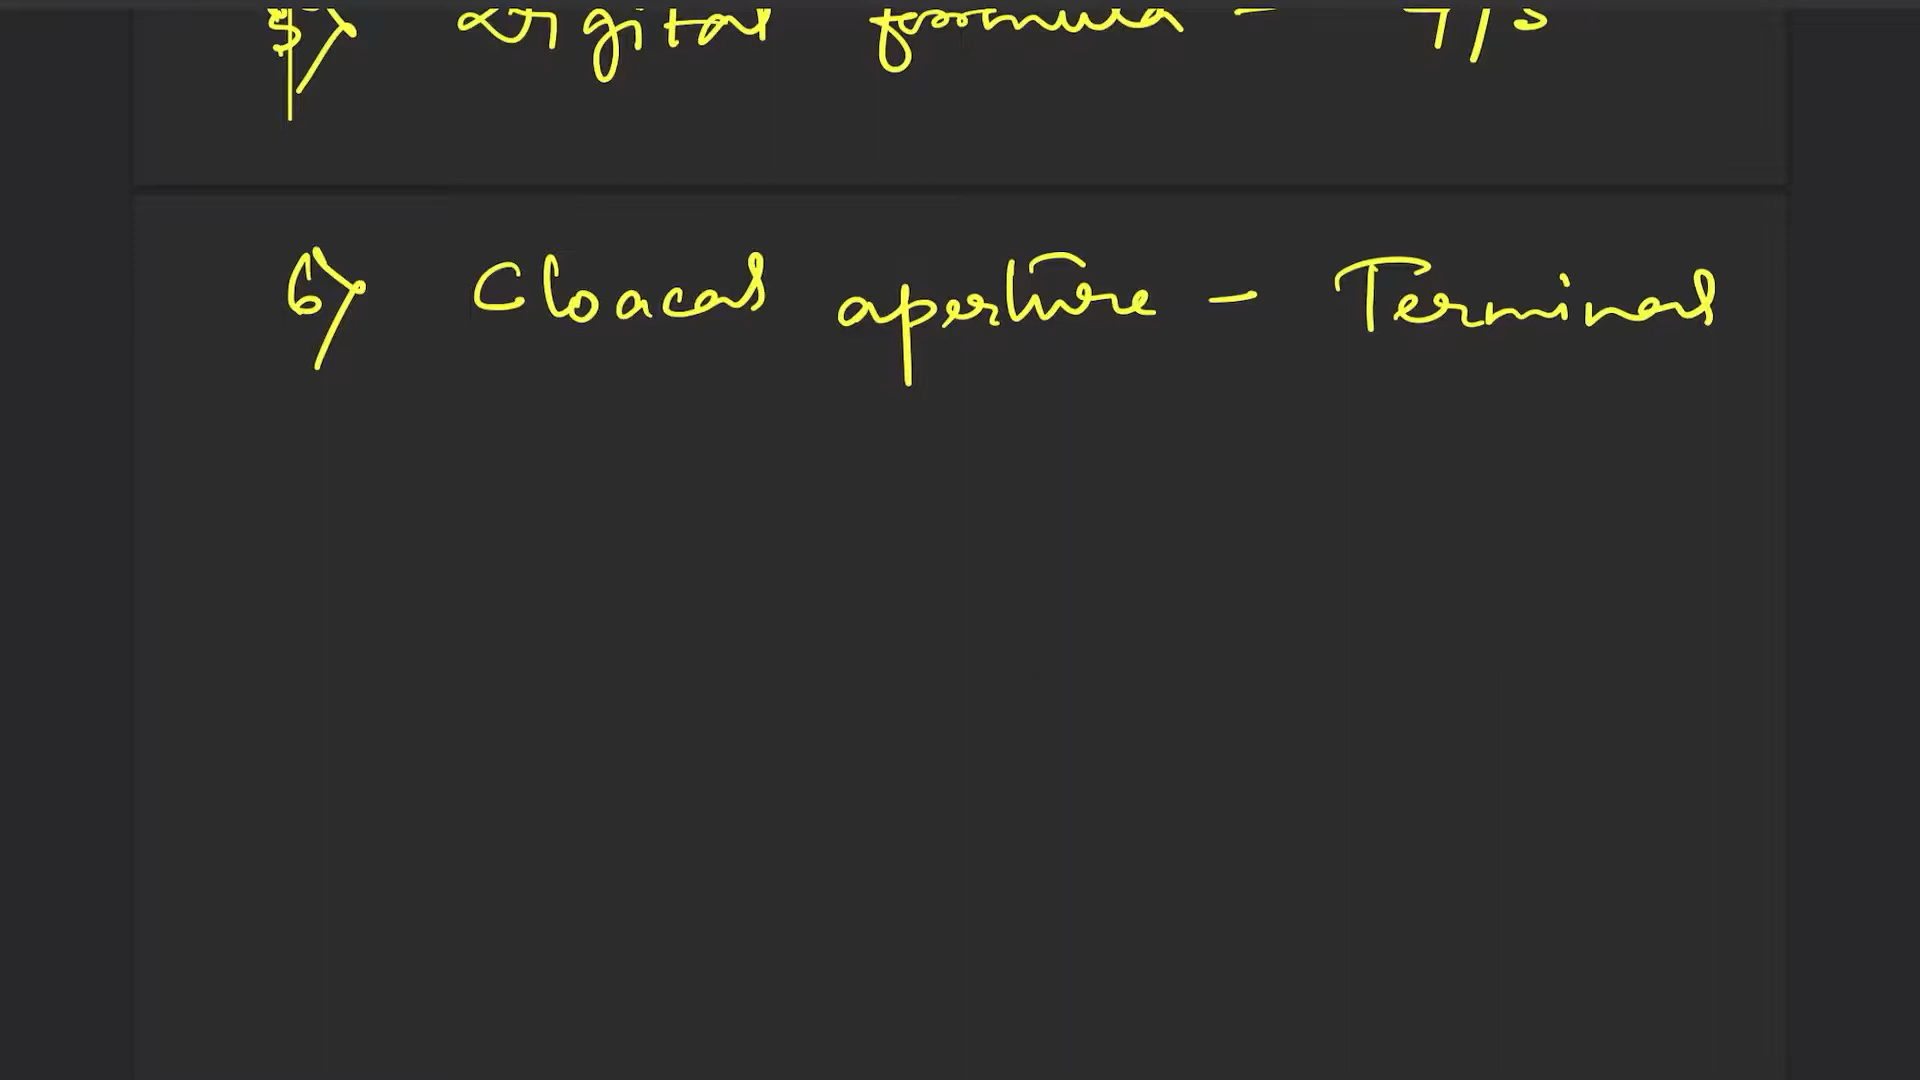 5) Digital formula - 4/5
6) Cloacal aperture - Terminal